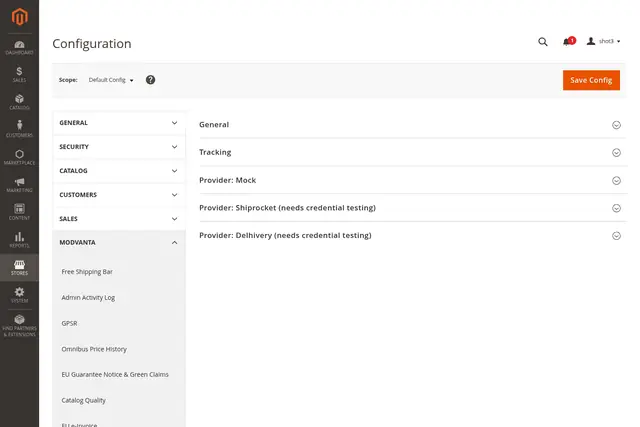 Configuration
1
shot3
Scope:
Default Config
?
Save Config
DASHBOARD
SALES
CATALOG
CUSTOMERS
MARKETPLACE
MARKETING
CONTENT
REPORTS
STORES
SYSTEM
FIND PARTNERS
& EXTENSIONS
GENERAL
SECURITY
CATALOG
CUSTOMERS
SALES
MODVANTA
Free Shipping Bar
Admin Activity Log
GPSR
Omnibus Price History
EU Guarantee Notice & Green Claims
Catalog Quality
EU e-Invoice
General
Tracking
Provider: Mock
Provider: Shiprocket (needs credential testing)
Provider: Delhivery (needs credential testing)